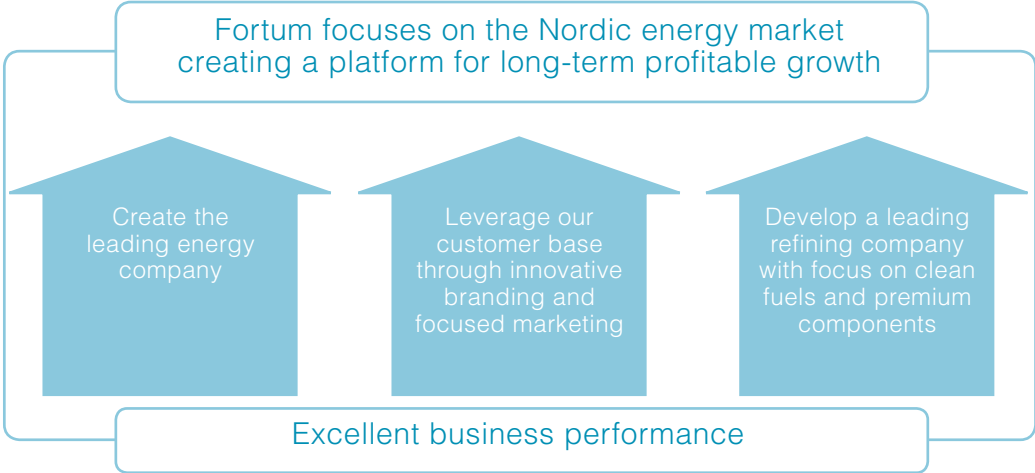 Fortum focuses on the Nordic energy market
creating a platform for long-term profitable growth
Create the
leading energy
company
Leverage our
customer base
through innovative
branding and
focused marketing
Develop a leading
refining company
with focus on clean
fuels and premium
components
Excellent business performance